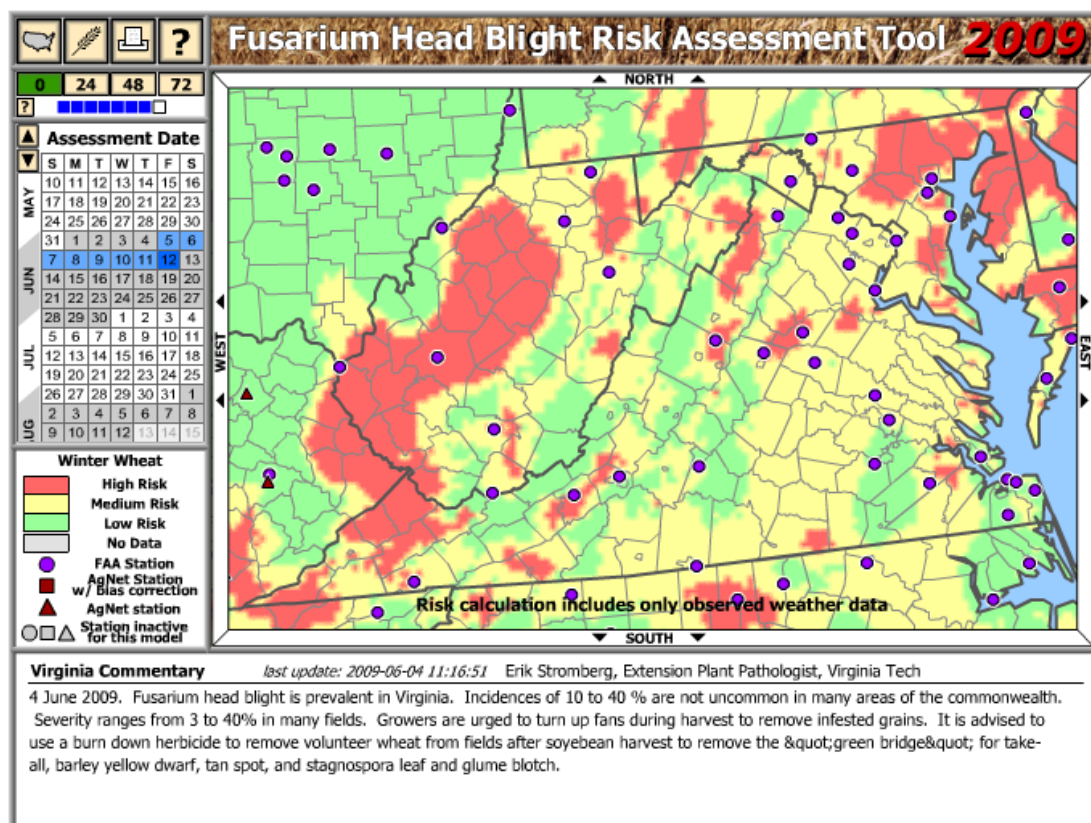 ?
Fusarium Head Blight Risk Assessment Tool 2009
0 24 48 72
?
NORTH
WEST
EAST
SOUTH
Assessment Date
S M T W T F S
MAY
10 11 12 13 14 15 16
17 18 19 20 21 22 23
24 25 26 27 28 29 30
JUN
31 1 2 3 4 5 6
7 8 9 10 11 12 13
14 15 16 17 18 19 20
21 22 23 24 25 26 27
28 29 30 1 2 3 4
JUL
5 6 7 8 9 10 11
12 13 14 15 16 17 18
19 20 21 22 23 24 25
26 27 28 29 30 31 1
UG
2 3 4 5 6 7 8
9 10 11 12 13 14 15
Winter Wheat
High Risk
Medium Risk
Low Risk
No Data
FAA Station
AgNet Station
w/ Bias correction
AgNet station
Station inactive
for this model
Risk calculation includes only observed weather data
Virginia Commentary last update: 2009-06-04 11:16:51 Erik Stromberg, Extension Plant Pathologist, Virginia Tech
4 June 2009. Fusarium head blight is prevalent in Virginia. Incidences of 10 to 40 % are not uncommon in many areas of the commonwealth.
Severity ranges from 3 to 40% in many fields. Growers are urged to turn up fans during harvest to remove infested grains. It is advised to
use a burn down herbicide to remove volunteer wheat from fields after soyebean harvest to remove the &quot;green bridge&quot; for take-
all, barley yellow dwarf, tan spot, and stagnospora leaf and glume blotch.